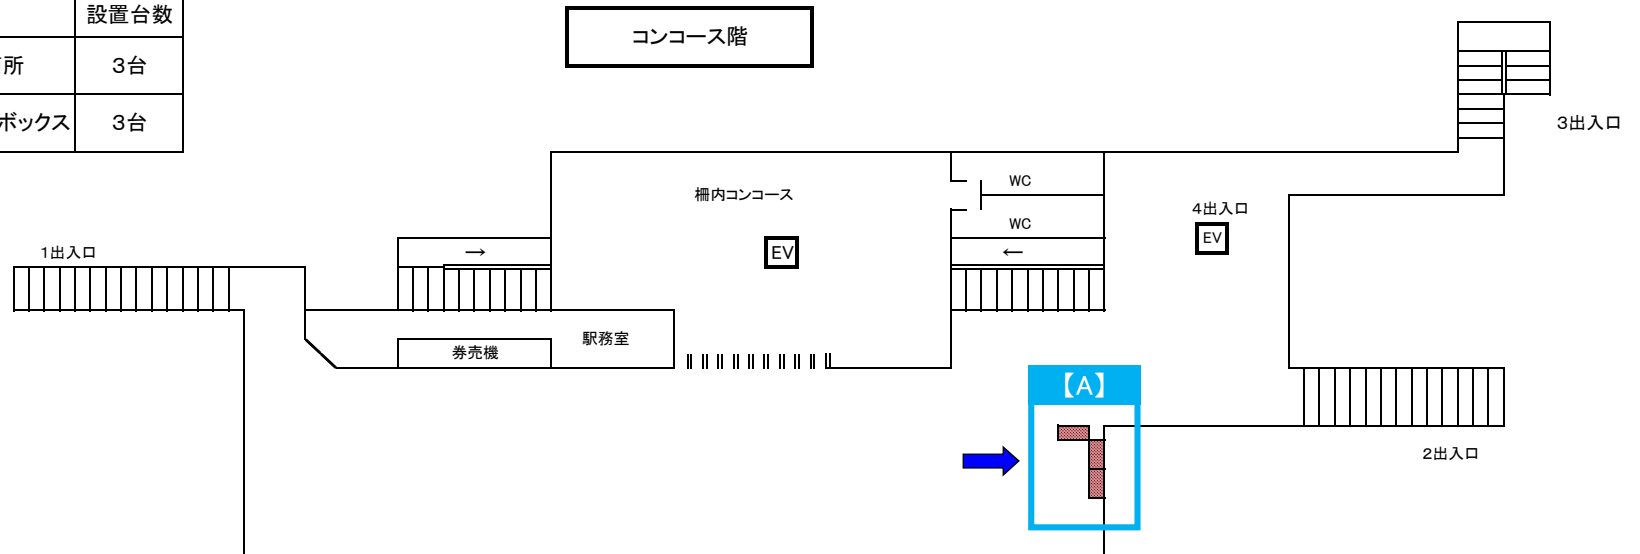 設置台数
所
3台
ボックス
3台
コンコース階
3出入口
WC
柵内コンコース
WC
4出入口
EV
EV
1出入口
→
←
駅務室
券売機
【A】
2出入口